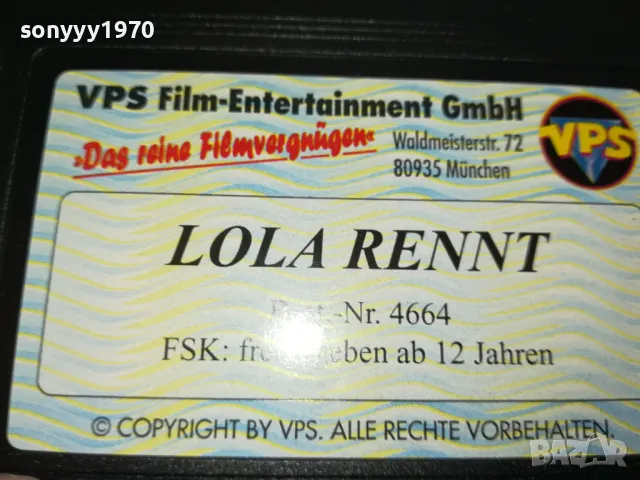 sonyyy1970
VPS Film-Entertainment GmbH
»Das reine Filmvergnügen«
Waldmeisterstr. 72
80935 München
VPS
LOLA RENNT
-Nr. 4664
FSK: ab 12 Jahren
© COPYRIGHT BY VPS. ALLE RECHTE VORBEHALTEN.
BAZAR